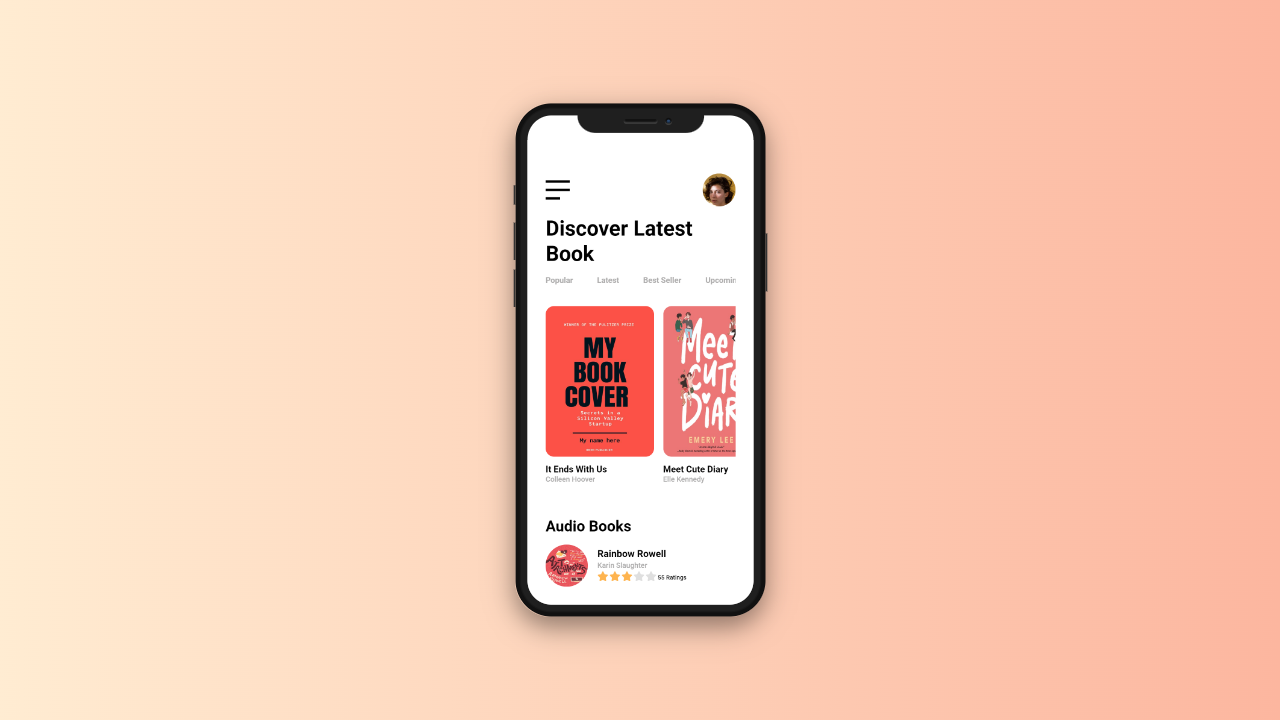 Discover Latest
Book
Popular Latest Best Seller Upcomin
WINNER OF THE PULITZER PRIZE
MY
BOOK
COVER
Secrets in a
Silicon Valley
Startup
My name here
Meet
CUTE
DiAR
EMERY LEE
It Ends With Us
Colleen Hoover
Meet Cute Diary
Elle Kennedy
Audio Books
Rainbow Rowell
Karin Slaughter
55 Ratings